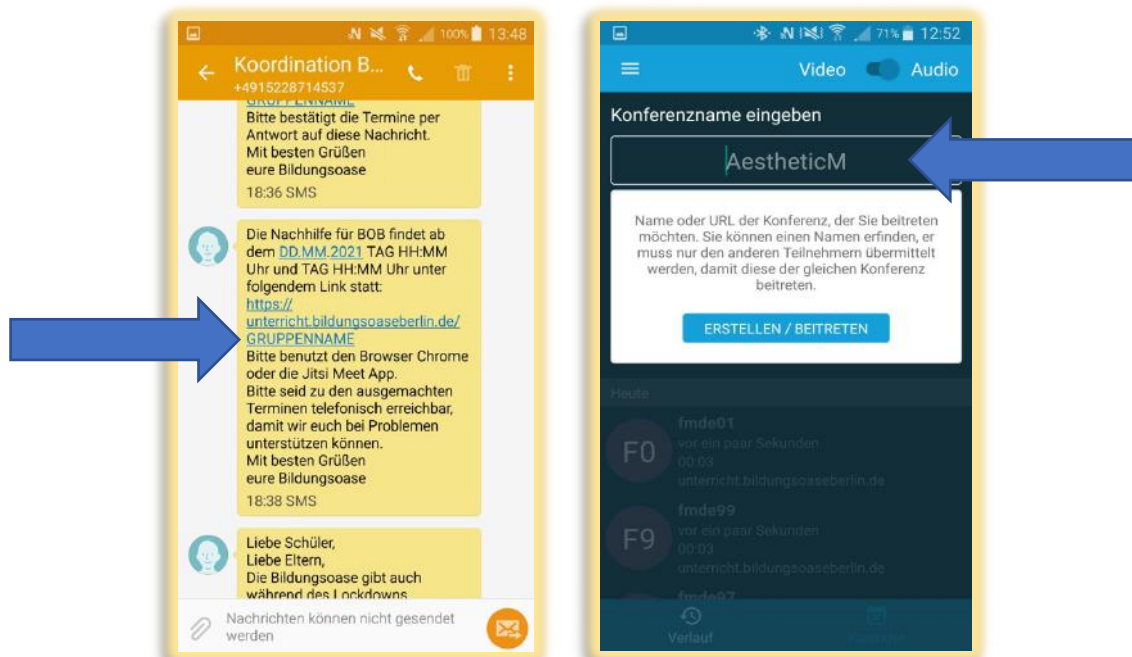 100% 13:48
Koordination B...
+4915228714537
GRUPPENNAME
Bitte bestätigt die Termine per
Antwort auf diese Nachricht.
Mit besten Grüßen
eure Bildungsoase
18:36 SMS
Die Nachhilfe für BOB findet ab
dem DD.MM.2021 TAG HH:MM
Uhr und TAG HH:MM Uhr unter
folgendem Link statt:
https://
unterricht.bildungsoaseberlin.de/
GRUPPENNAME
Bitte benutzt den Browser Chrome
oder die Jitsi Meet App.
Bitte seid zu den ausgemachten
Terminen telefonisch erreichbar,
damit wir euch bei Problemen
unterstützen können.
Mit besten Grüßen
eure Bildungsoase
18:38 SMS
Liebe Schüler,
Liebe Eltern,
Die Bildungsoase gibt auch
während des Lockdowns
Nachrichten können nicht gesendet
werden
71% 12:52
Video Audio
Konferenzname eingeben
AestheticM
Name oder URL der Konferenz, der Sie beitreten
möchten. Sie können einen Namen erfinden, er
muss nur den anderen Teilnehmern übermittelt
werden, damit diese der gleichen Konferenz
beitreten.
ERSTELLEN / BEITRETEN
Heute
F0
fmde01
vor ein paar Sekunden
00:03
unterricht.bildungsoaseberlin.de
F9
fmde99
vor ein paar Sekunden
00:03
unterricht.bildungsoaseberlin.de
fmde97
Verlauf